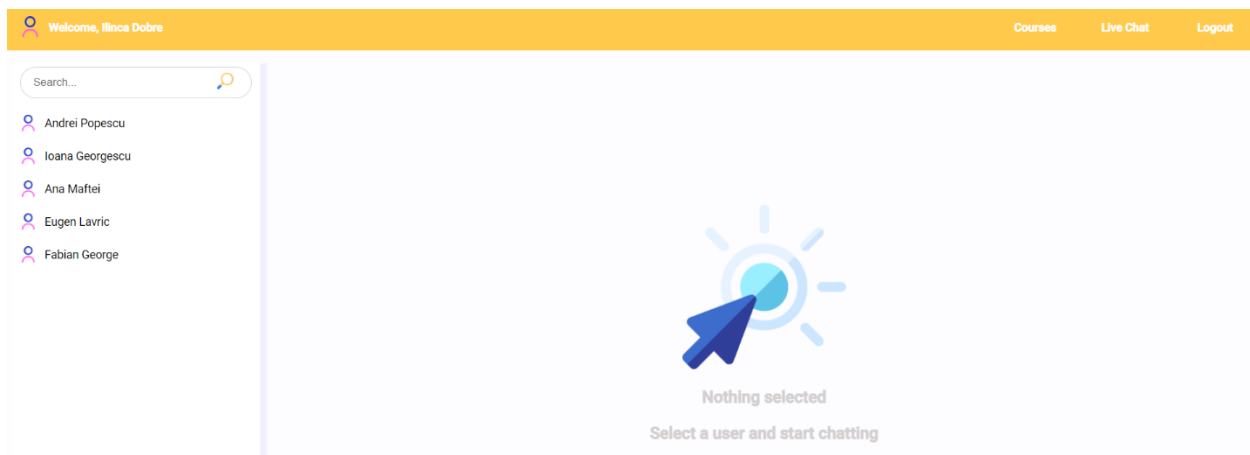 Welcome, Ilinca Dobre
Courses
Live Chat
Logout
Search...
Andrei Popescu
Ioana Georgescu
Ana Maftei
Eugen Lavric
Fabian George
Nothing selected
Select a user and start chatting